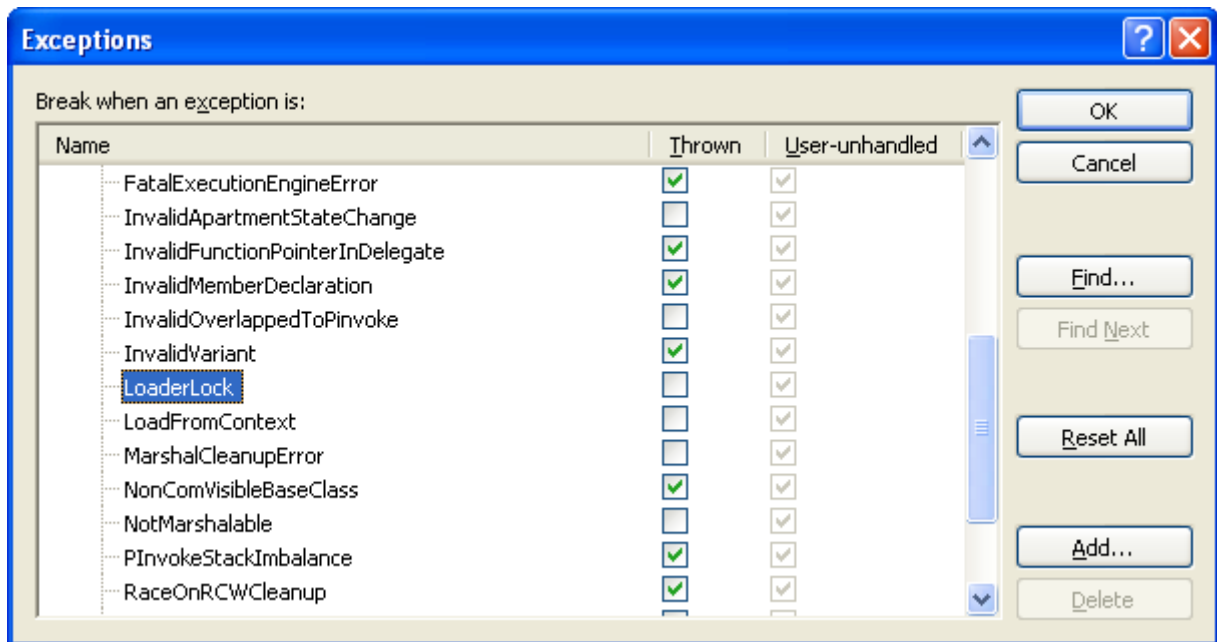 Exceptions
Break when an exception is:
Name Thrown User-unhandled
FatalExecutionEngineError
InvalidApartmentStateChange
InvalidFunctionPointerInDelegate
InvalidMemberDeclaration
InvalidOverlappedToPinvoke
InvalidVariant
LoaderLock
LoadFromContext
MarshalCleanupError
NonComVisibleBaseClass
NotMarshalable
PInvokeStackImbalance
RaceOnRCWCleanup
OK
Cancel
Find...
Find Next
Reset All
Add...
Delete